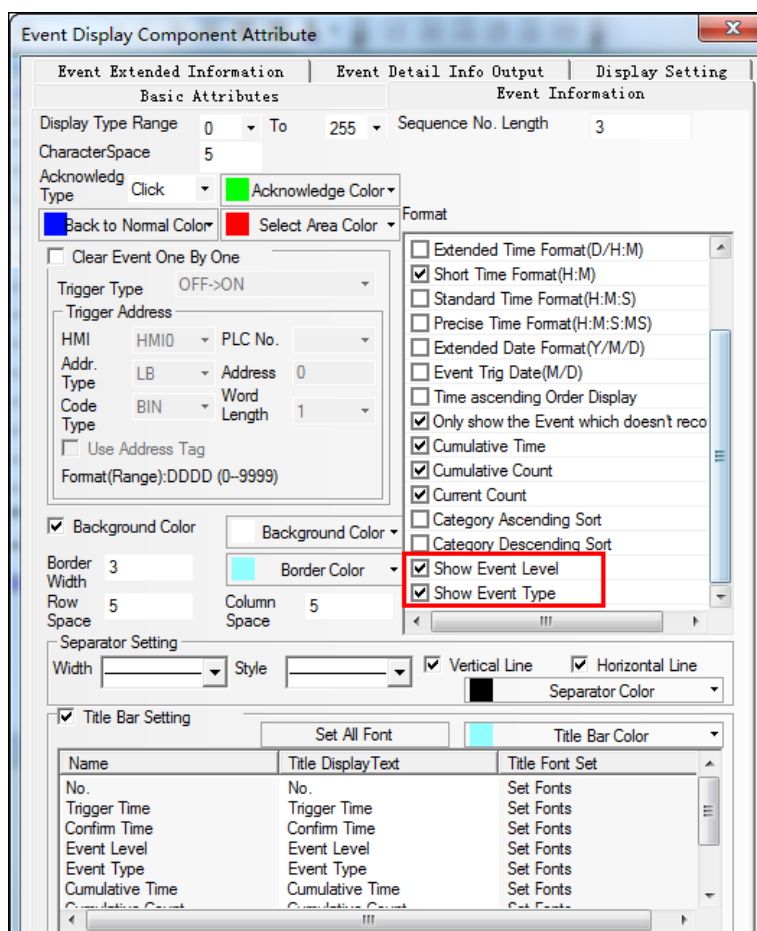 Event Display Component Attribute
Event Extended Information
Event Detail Info Output
Display Setting
Basic Attributes
Event Information
Display Type Range 0 To 255
Sequence No. Length 3
CharacterSpace 5
Acknowledg Type Click
Acknowledge Color
Back to Normal Color
Select Area Color
Clear Event One By One
Trigger Type OFF->ON
Trigger Address
HMI HMI0 PLC No.
Addr. Type LB Address 0
Code Type BIN Word Length 1
Use Address Tag
Format(Range):DDDD (0--9999)
Format
Extended Time Format(D/H:M)
Short Time Format(H:M)
Standard Time Format(H:M:S)
Precise Time Format(H:M:S:MS)
Extended Date Format(Y/M/D)
Event Trig Date(M/D)
Time ascending Order Display
Only show the Event which doesn't reco
Cumulative Time
Cumulative Count
Current Count
Category Ascending Sort
Category Descending Sort
Show Event Level
Show Event Type
Background Color
Background Color
Border Width 3
Border Color
Row Space 5
Column Space 5
Separator Setting
Width
Style
Vertical Line
Horizontal Line
Separator Color
Title Bar Setting
Set All Font
Title Bar Color
Name Title DisplayText Title Font Set
No. No. Set Fonts
Trigger Time Trigger Time Set Fonts
Confirm Time Confirm Time Set Fonts
Event Level Event Level Set Fonts
Event Type Event Type Set Fonts
Cumulative Time Cumulative Time Set Fonts
Cumulative Count Cumulative Count Set Fonts